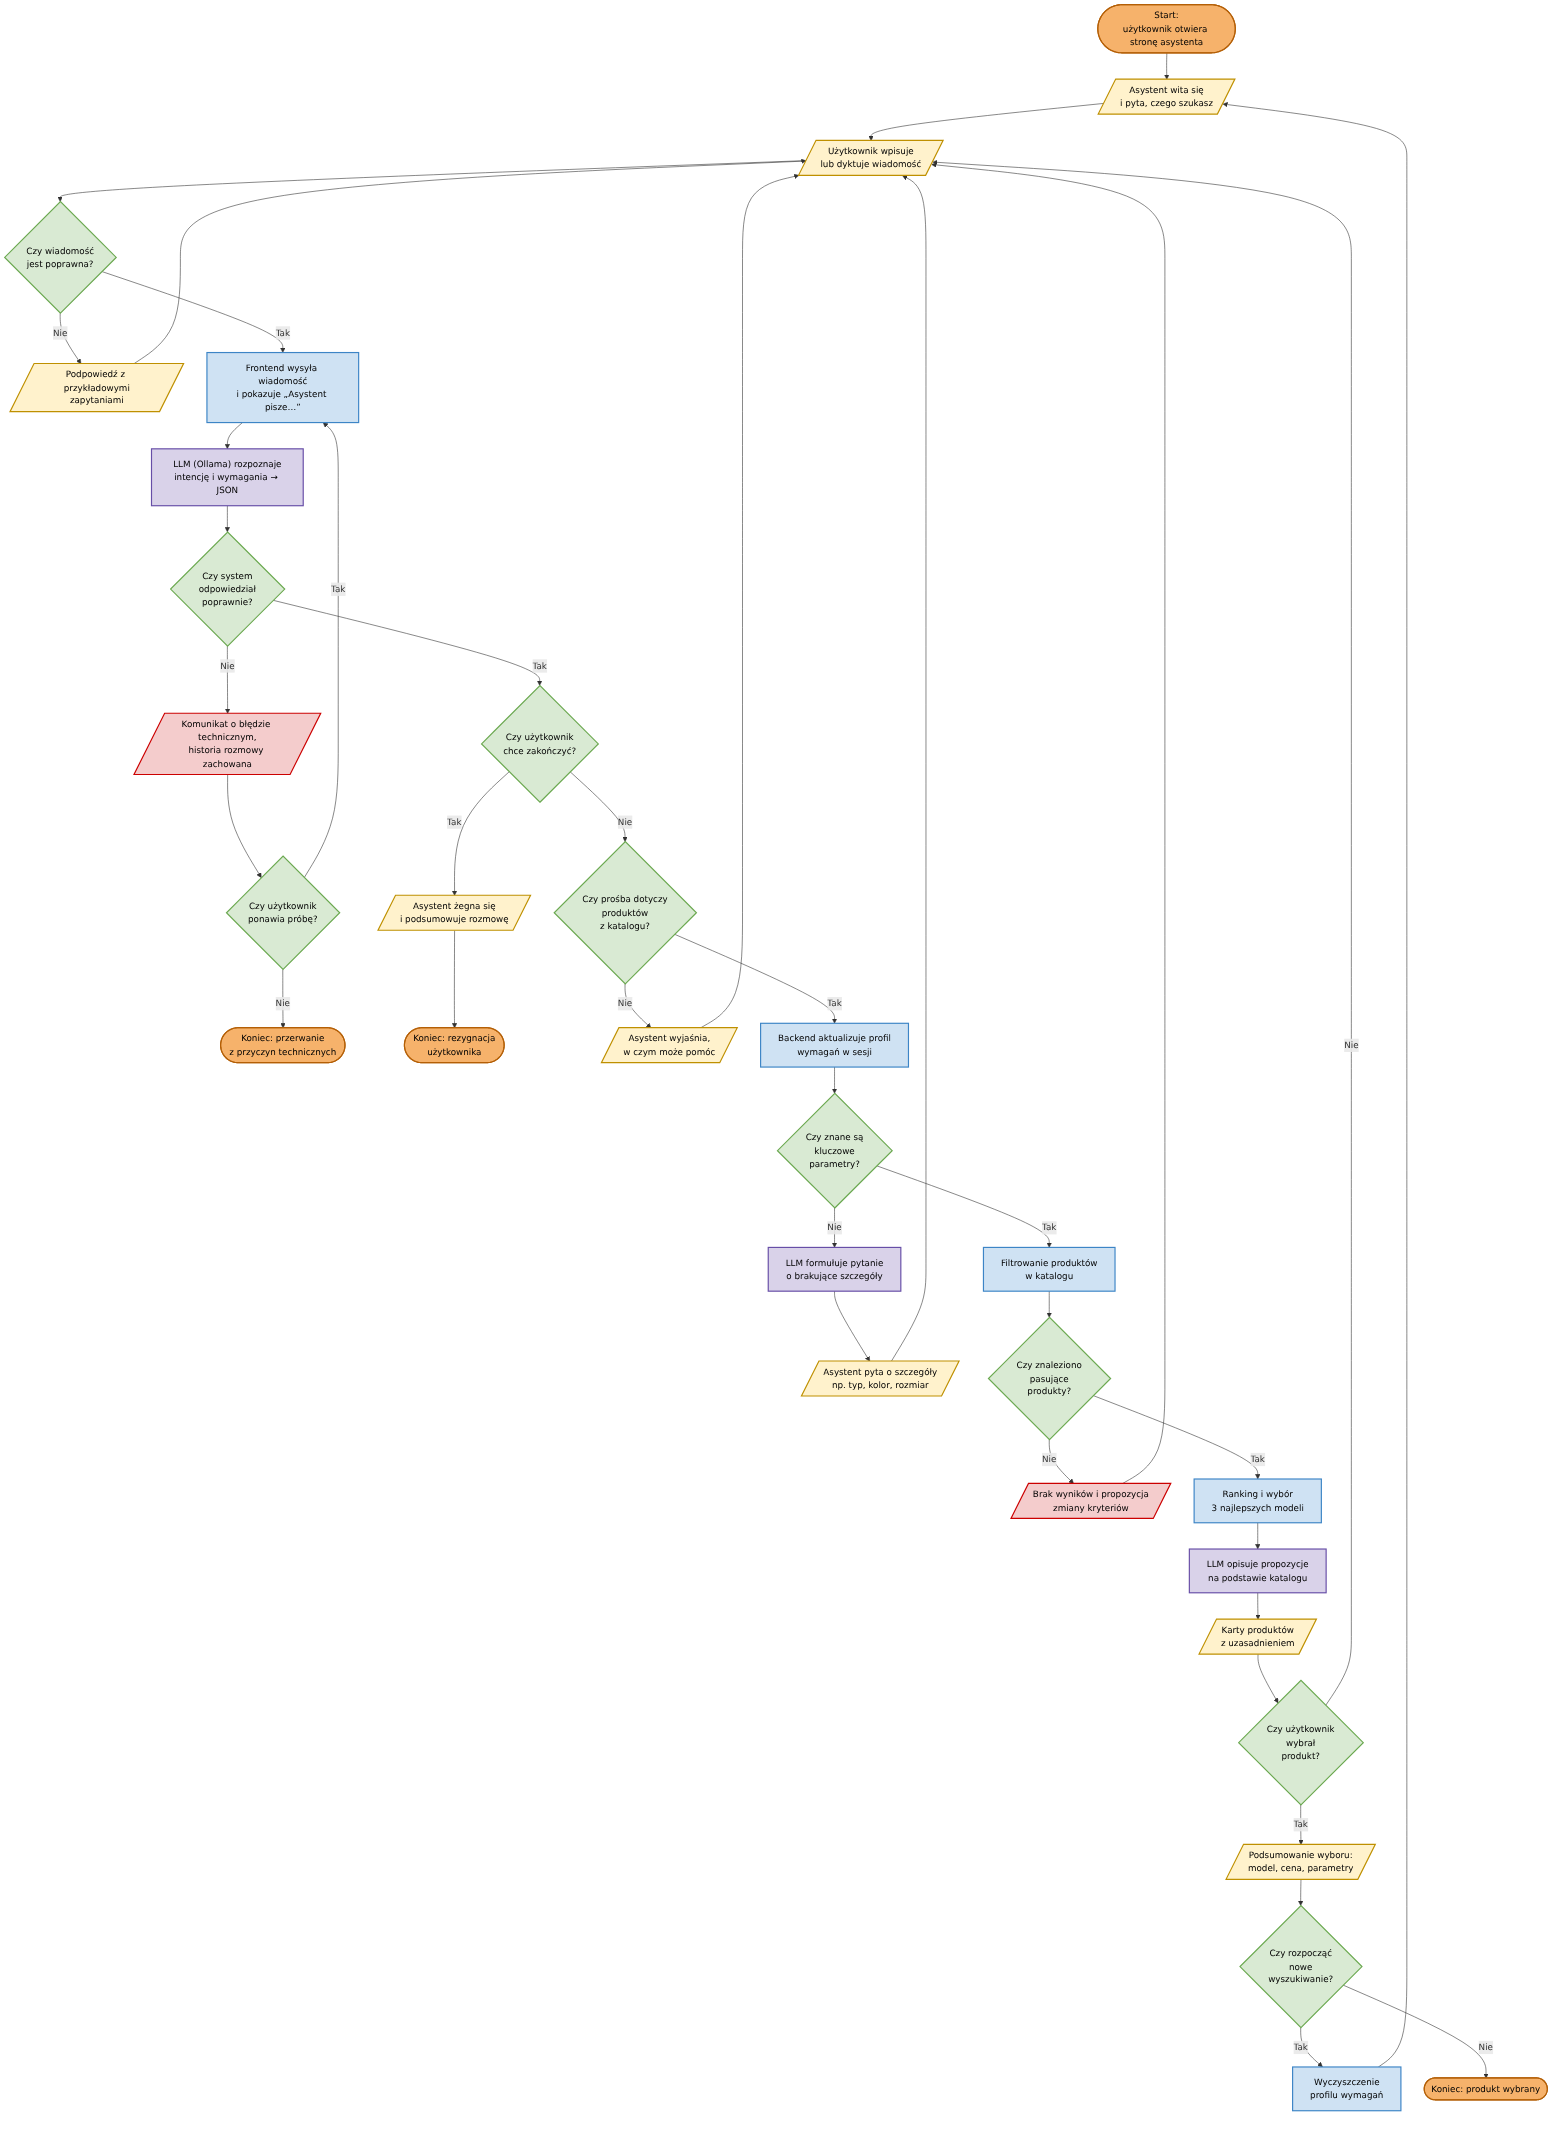 Start:
użytkownik otwiera
stronę asystenta
Asystent wita się
i pyta, czego szukasz
Użytkownik wpisuje
lub dyktuje wiadomość
Czy wiadomość
jest poprawna?
Nie
Tak
Podpowiedź z
przykładowymi
zapytaniami
Frontend wysyła
wiadomość
i pokazuje „Asystent
pisze…”
LLM (Ollama) rozpoznaje
intencję i wymagania →
JSON
Czy system
odpowiedział
poprawnie?
Tak
Nie
Tak
Komunikat o błędzie
technicznym,
historia rozmowy
zachowana
Czy użytkownik
chce zakończyć?
Tak
Nie
Czy użytkownik
ponawia próbę?
Asystent żegna się
i podsumowuje rozmowę
Czy prośba dotyczy
produktów
z katalogu?
Nie
Nie
Tak
Koniec: przerwanie
z przyczyn technicznych
Koniec: rezygnacja
użytkownika
Asystent wyjaśnia,
w czym może pomóc
Backend aktualizuje profil
wymagań w sesji
Nie
Czy znane są
kluczowe
parametry?
Nie
Tak
LLM formułuje pytanie
o brakujące szczegóły
Filtrowanie produktów
w katalogu
Asystent pyta o szczegóły
np. typ, kolor, rozmiar
Czy znaleziono
pasujące
produkty?
Nie
Tak
Brak wyników i propozycja
zmiany kryteriów
Ranking i wybór
3 najlepszych modeli
LLM opisuje propozycje
na podstawie katalogu
Karty produktów
z uzasadnieniem
Czy użytkownik
wybrał
produkt?
Tak
Podsumowanie wyboru:
model, cena, parametry
Czy rozpocząć
nowe
wyszukiwanie?
Tak
Nie
Wyczyszczenie
profilu wymagań
Koniec: produkt wybrany